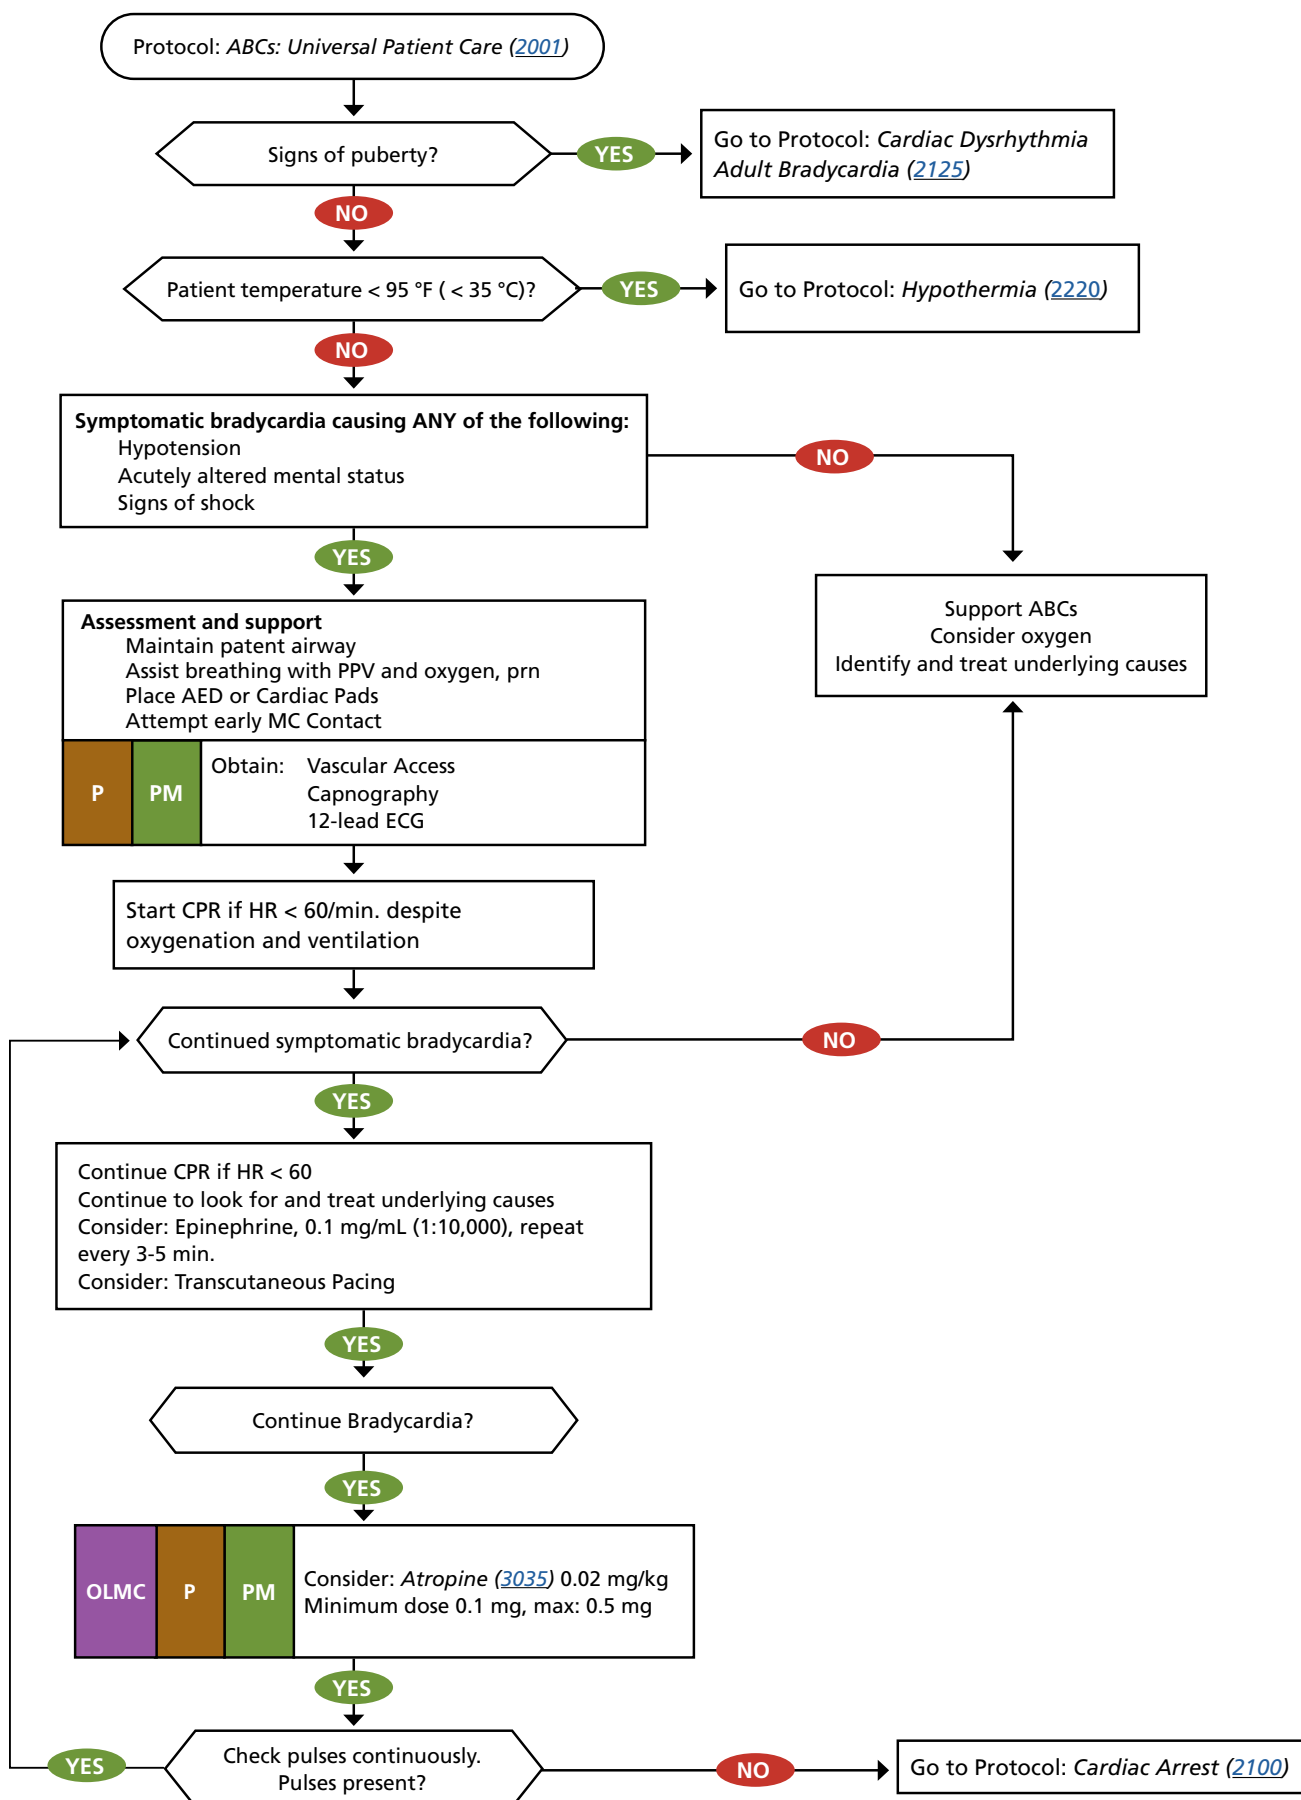 Protocol: ABCs: Universal Patient Care (2001)
Signs of puberty?
YES
Go to Protocol: Cardiac Dysrhythmia
Adult Bradycardia (2125)
NO
Patient temperature < 95 °F ( < 35 °C)?
YES
Go to Protocol: Hypothermia (2220)
NO
Symptomatic bradycardia causing ANY of the following:
Hypotension
Acutely altered mental status
Signs of shock
NO
YES
Support ABCs
Consider oxygen
Identify and treat underlying causes
Assessment and support
Maintain patent airway
Assist breathing with PPV and oxygen, prn
Place AED or Cardiac Pads
Attempt early MC Contact
P
PM
Obtain: Vascular Access
Capnography
12-lead ECG
Start CPR if HR < 60/min. despite
oxygenation and ventilation
Continued symptomatic bradycardia?
NO
YES
Continue CPR if HR < 60
Continue to look for and treat underlying causes
Consider: Epinephrine, 0.1 mg/mL (1:10,000), repeat
every 3-5 min.
Consider: Transcutaneous Pacing
YES
Continue Bradycardia?
YES
OLMC
P
PM
Consider: Atropine (3035) 0.02 mg/kg
Minimum dose 0.1 mg, max: 0.5 mg
YES
Check pulses continuously.
Pulses present?
YES
NO
Go to Protocol: Cardiac Arrest (2100)